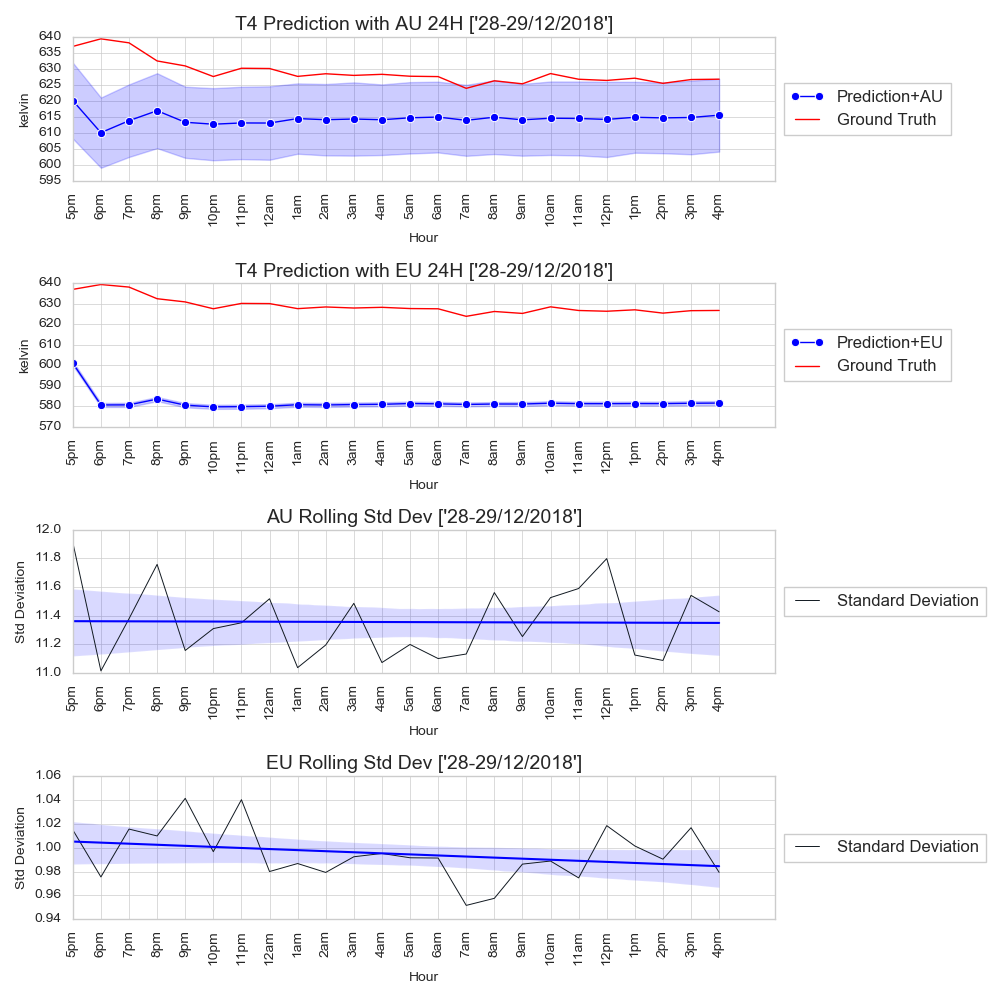 T4 Prediction with AU 24H ['28-29/12/2018']
640
635
630
625
620
615
610
605
600
595
kelvin
5pm 6pm 7pm 8pm 9pm 10pm 11pm 12am 1am 2am 3am 4am 5am 6am 7am 8am 9am 10am 11am 12pm 1pm 2pm 3pm 4pm
Hour
Prediction+AU
Ground Truth
T4 Prediction with EU 24H ['28-29/12/2018']
640
630
620
610
600
590
580
570
kelvin
5pm 6pm 7pm 8pm 9pm 10pm 11pm 12am 1am 2am 3am 4am 5am 6am 7am 8am 9am 10am 11am 12pm 1pm 2pm 3pm 4pm
Hour
Prediction+EU
Ground Truth
AU Rolling Std Dev ['28-29/12/2018']
12.0
11.8
11.6
11.4
11.2
11.0
Std Deviation
5pm 6pm 7pm 8pm 9pm 10pm 11pm 12am 1am 2am 3am 4am 5am 6am 7am 8am 9am 10am 11am 12pm 1pm 2pm 3pm 4pm
Hour
Standard Deviation
EU Rolling Std Dev ['28-29/12/2018']
1.06
1.04
1.02
1.00
0.98
0.96
0.94
Std Deviation
5pm 6pm 7pm 8pm 9pm 10pm 11pm 12am 1am 2am 3am 4am 5am 6am 7am 8am 9am 10am 11am 12pm 1pm 2pm 3pm 4pm
Hour
Standard Deviation